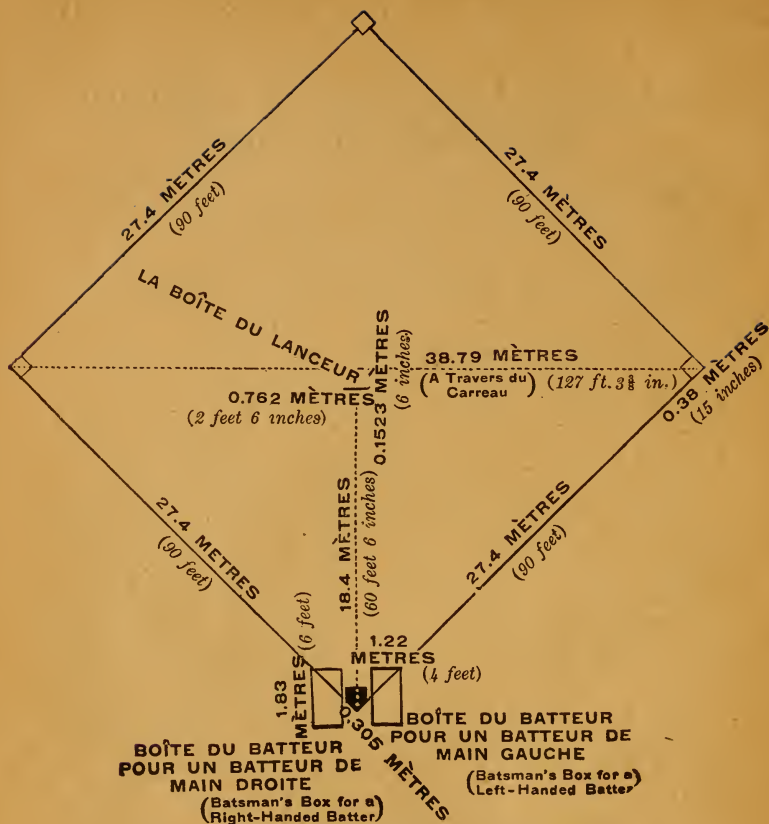 27.4 MÈTRES
(90 feet)
27.4 MÈTRES
(90 feet)
LA BOÎTE DU LANCEUR
0.1523 MÈTRES
(6 inches)
38.79 MÈTRES
(A Travers du
Carreau)
(127 ft. 3⅜ in.)
0.762 MÈTRES
(2 feet 6 inches)
0.38 MÈTRES
(15 inches)
27.4 METRES
(90 feet)
18.4 MÈTRES
(60 feet 6 inches)
27.4 MÈTRES
(90 feet)
1.83
MÈTRES
(6 feet)
1.22
METRES
(4 feet)
0.305 MÈTRES
BOÎTE DU BATTEUR
POUR UN BATTEUR DE
MAIN DROITE
(Batsman's Box for a
Right-Handed Batter)
BOÎTE DU BATTEUR
POUR UN BATTEUR DE
MAIN GAUCHE
(Batsman's Box for a
Left-Handed Batter)